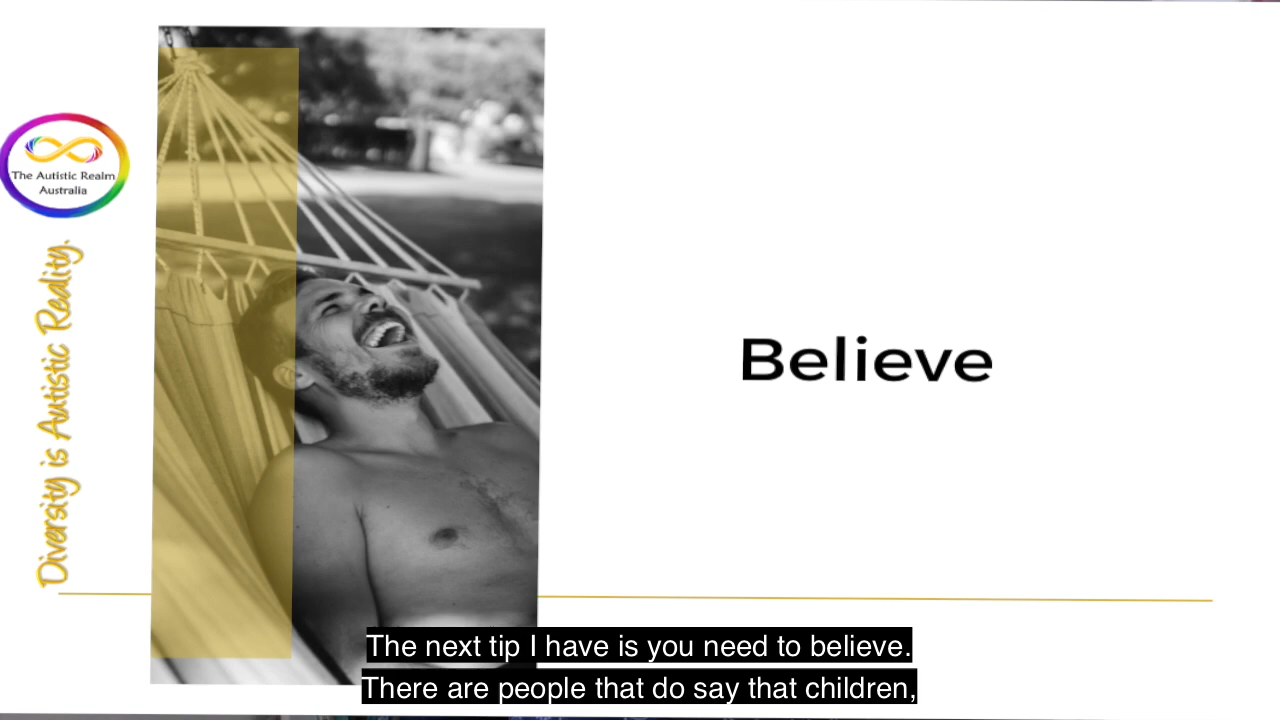 The Autistic Realm
Australia
Diversity is Autistic Reality.
Believe
The next tip I have is you need to believe.
There are people that do say that children,